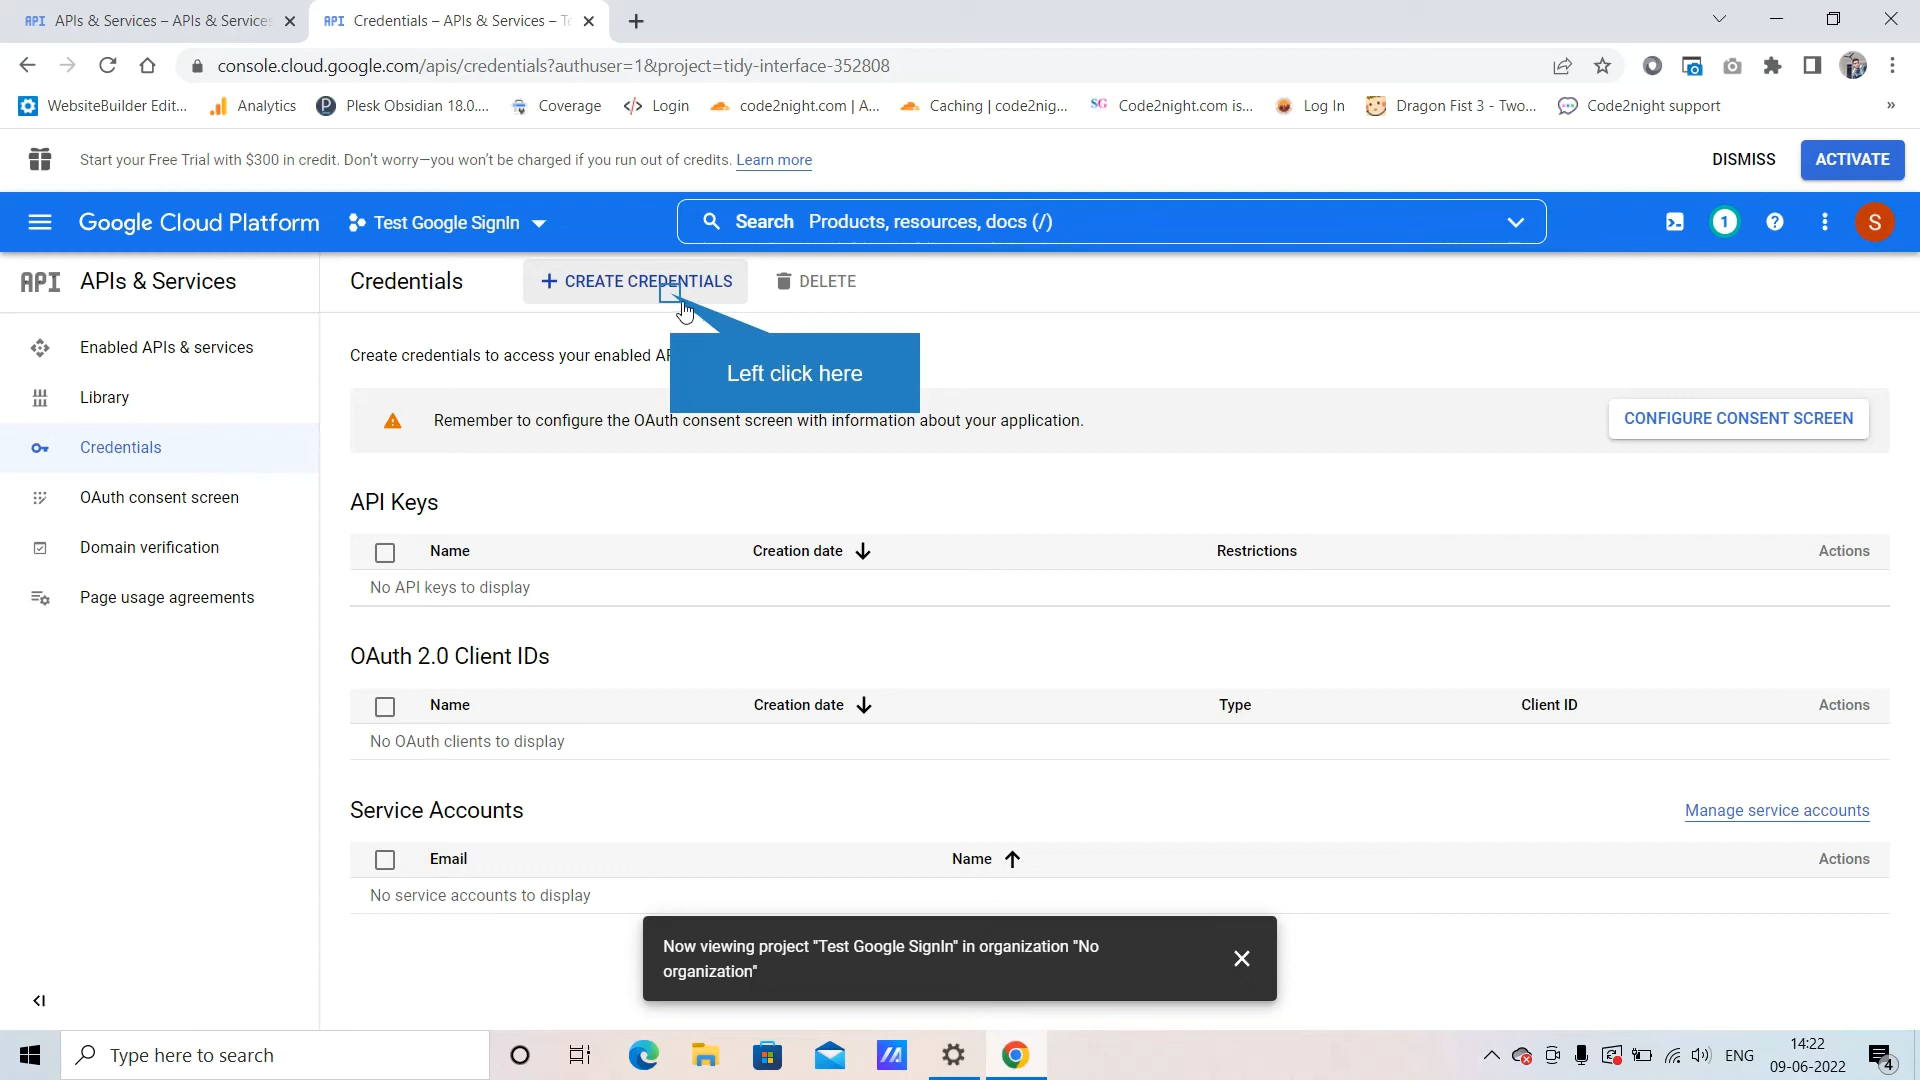 API APIs & Services – APIs & Services
API Credentials – APIs & Services – Te
console.cloud.google.com/apis/credentials?authuser=1&project=tidy-interface-352808
WebsiteBuilder Edit... Analytics Plesk Obsidian 18.0.... Coverage Login code2night.com | A... Caching | code2nig... SG Code2night.com is... Log In Dragon Fist 3 - Two... Code2night support »
Start your Free Trial with $300 in credit. Don't worry—you won't be charged if you run out of credits. Learn more
DISMISS ACTIVATE
Google Cloud Platform Test Google SignIn Search Products, resources, docs (/) 1 S
API APIs & Services Credentials + CREATE CREDENTIALS DELETE
Left click here
Enabled APIs & services
Library
Credentials
OAuth consent screen
Domain verification
Page usage agreements
Create credentials to access your enabled AP
Remember to configure the OAuth consent screen with information about your application. CONFIGURE CONSENT SCREEN
API Keys
Name Creation date Restrictions Actions
No API keys to display
OAuth 2.0 Client IDs
Name Creation date Type Client ID Actions
No OAuth clients to display
Service Accounts Manage service accounts
Email Name Actions
No service accounts to display
Now viewing project "Test Google SignIn" in organization "No
organization"
Type here to search
ENG 14:22
09-06-2022
4